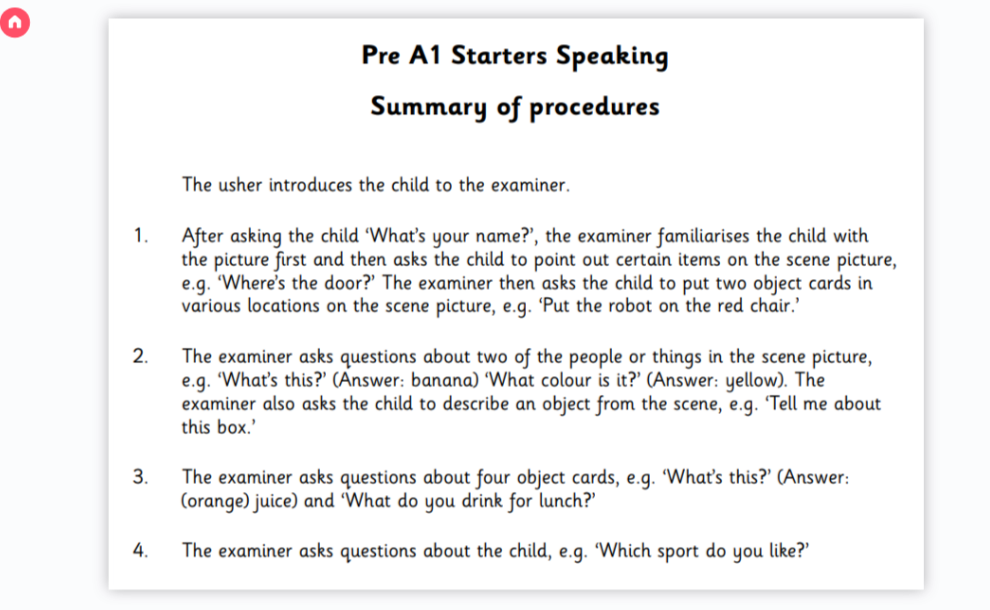 Pre A1 Starters Speaking
Summary of procedures
The usher introduces the child to the examiner.
1. After asking the child ‘What’s your name?’, the examiner familiarises the child with
the picture first and then asks the child to point out certain items on the scene picture,
e.g. ‘Where’s the door?’ The examiner then asks the child to put two object cards in
various locations on the scene picture, e.g. ‘Put the robot on the red chair.’
2. The examiner asks questions about two of the people or things in the scene picture,
e.g. ‘What’s this?’ (Answer: banana) ‘What colour is it?’ (Answer: yellow). The
examiner also asks the child to describe an object from the scene, e.g. ‘Tell me about
this box.’
3. The examiner asks questions about four object cards, e.g. ‘What’s this?’ (Answer:
(orange) juice) and ‘What do you drink for lunch?’
4. The examiner asks questions about the child, e.g. ‘Which sport do you like?’